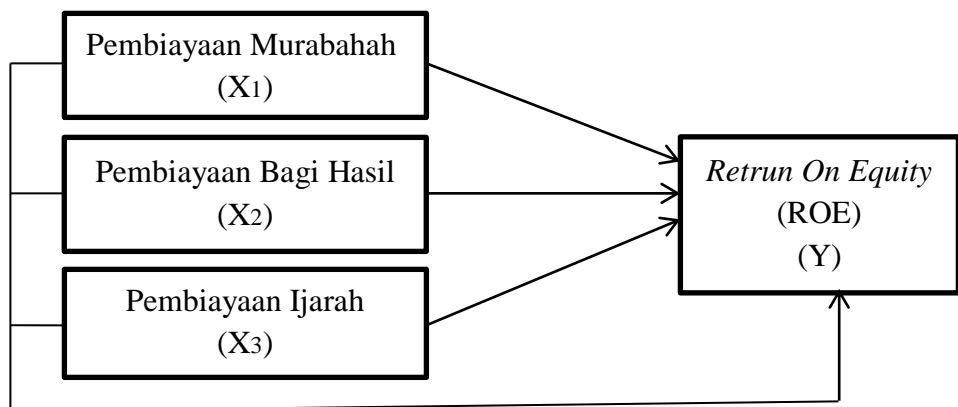 Pembiayaan Murabahah
(X1)
Pembiayaan Bagi Hasil
(X2)
Pembiayaan Ijarah
(X3)
Retrun On Equity
(ROE)
(Y)